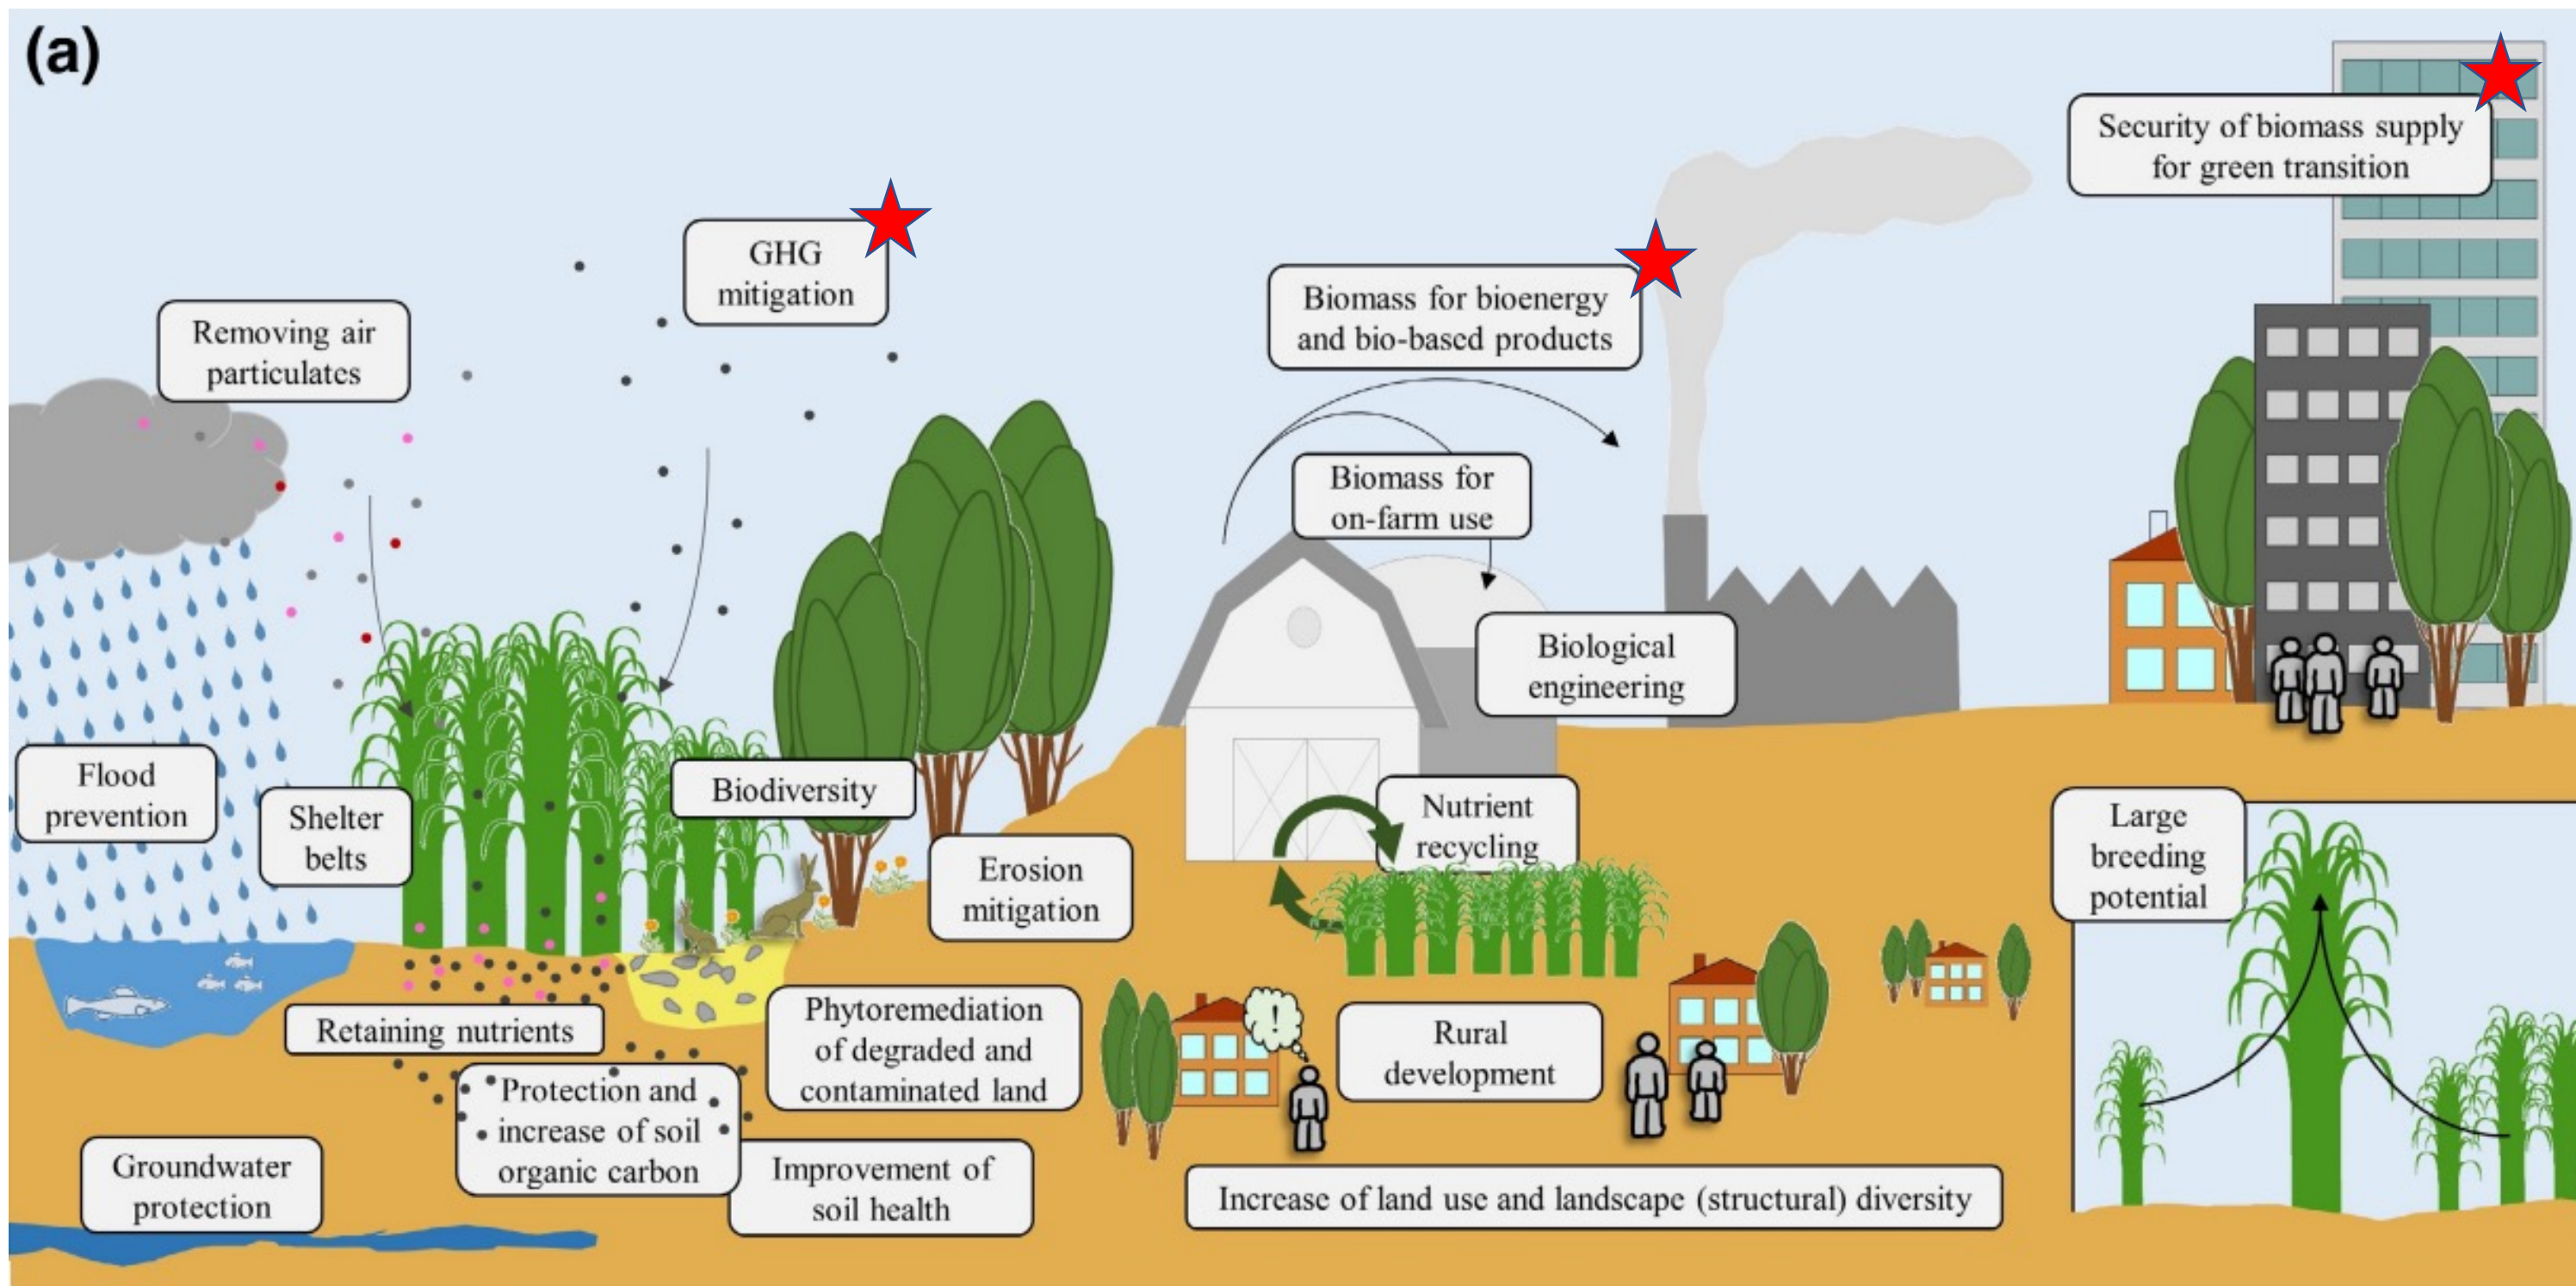 (a)
Security of biomass supply
for green transition
GHG
mitigation
Biomass for bioenergy
and bio-based products
Removing air
particulates
Biomass for
on-farm use
Biological
engineering
Flood
prevention
Shelter
belts
Biodiversity
Nutrient
recycling
Large
breeding
potential
Erosion
mitigation
Retaining nutrients
Phytoremediation
of degraded and
contaminated land
!
Rural
development
Protection and
increase of soil
organic carbon
Groundwater
protection
Improvement of
soil health
Increase of land use and landscape (structural) diversity